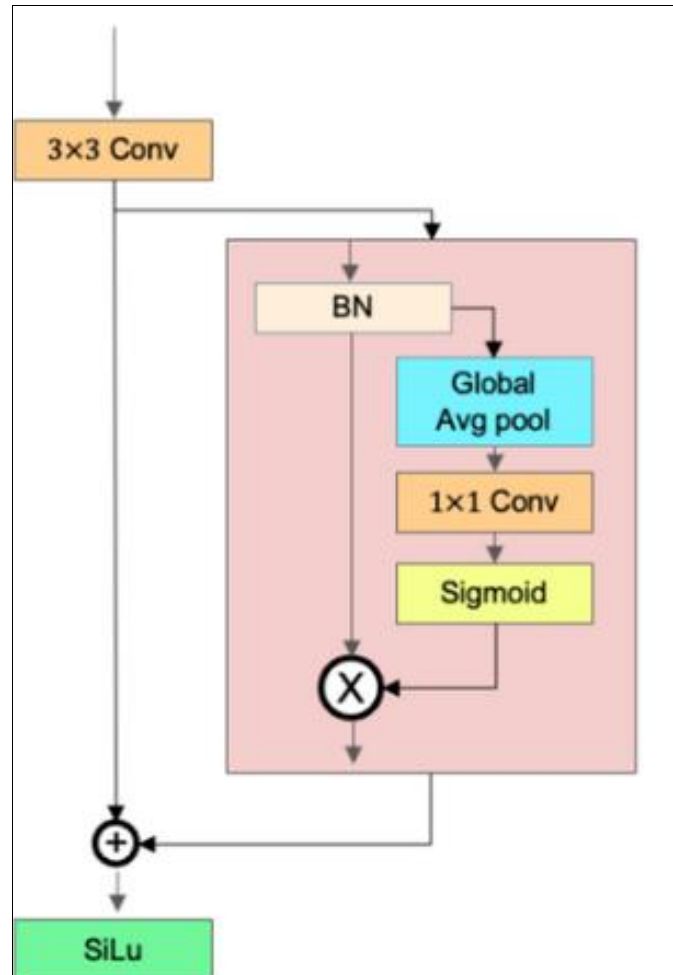 3×3 Conv
BN
Global
Avg pool
1×1 Conv
Sigmoid
X
+
SiLu